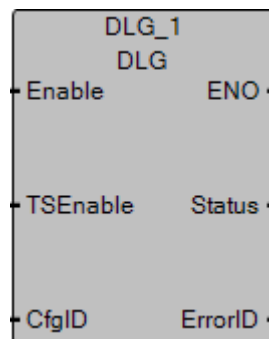 DLG_1
DLG
Enable ENO
TSEnable Status
CfgID ErrorID